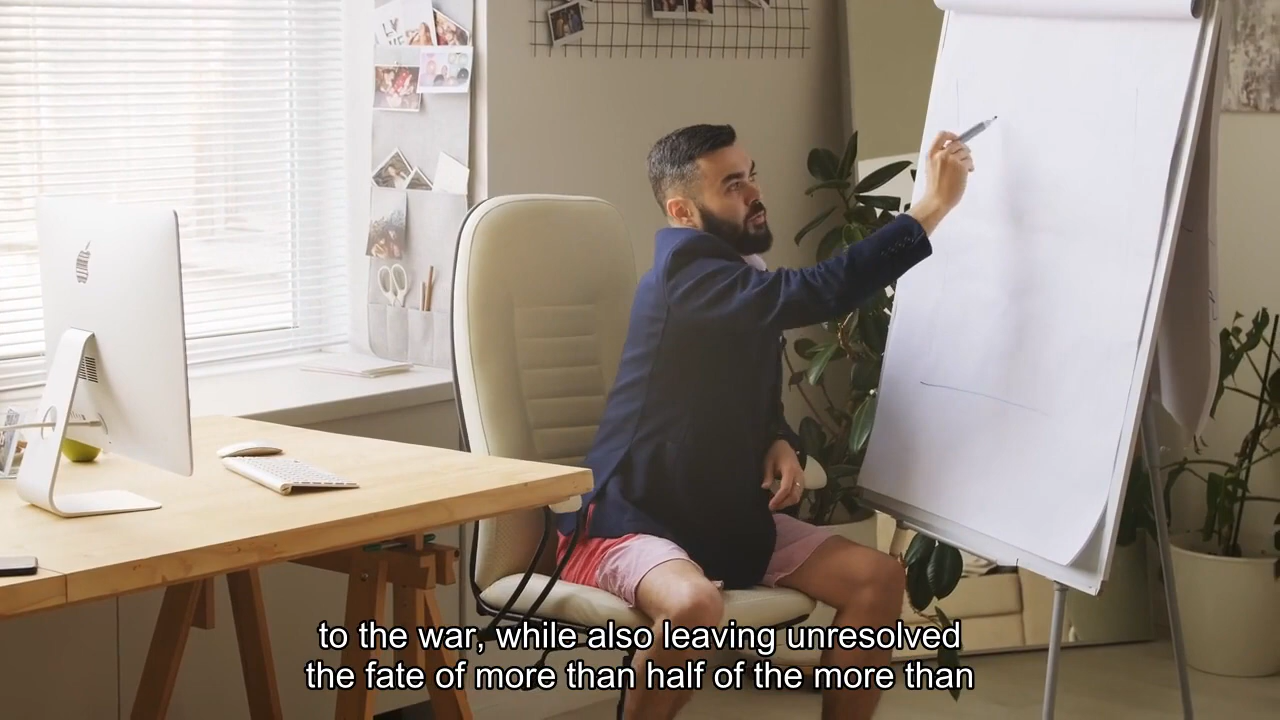 to the war, while also leaving unresolved
the fate of more than half of the more than